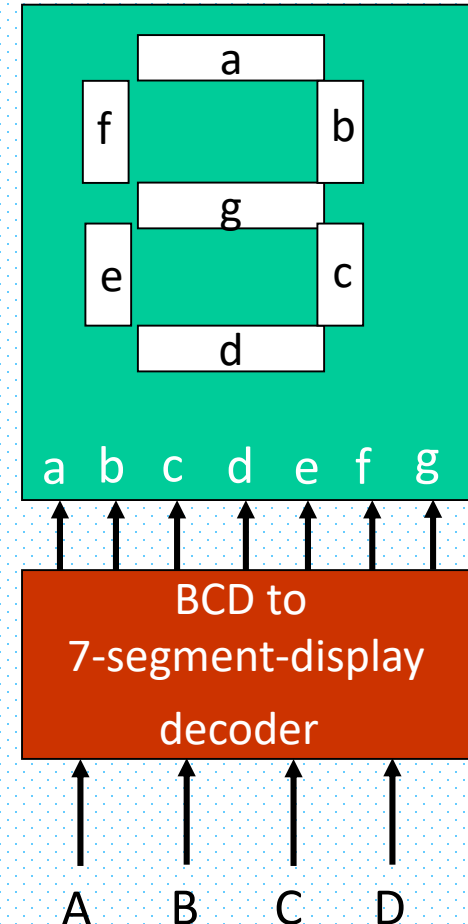 a
f b
g
e c
d
a b c d e f g
BCD to
7-segment-display
decoder
A B C D